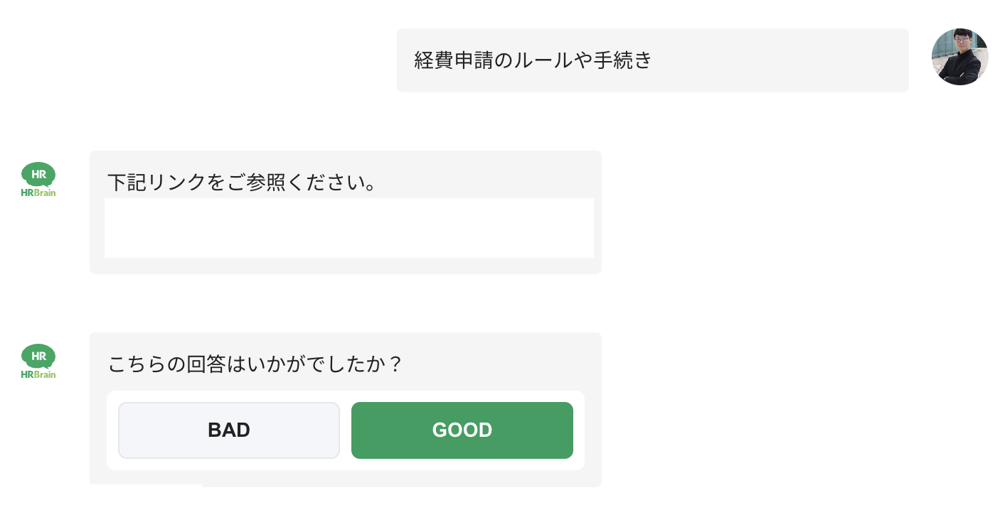 経費申請のルールや手続き
HR
HRBrain
下記リンクをご参照ください。
HR
HRBrain
こちらの回答はいかがでしたか？
BAD
GOOD